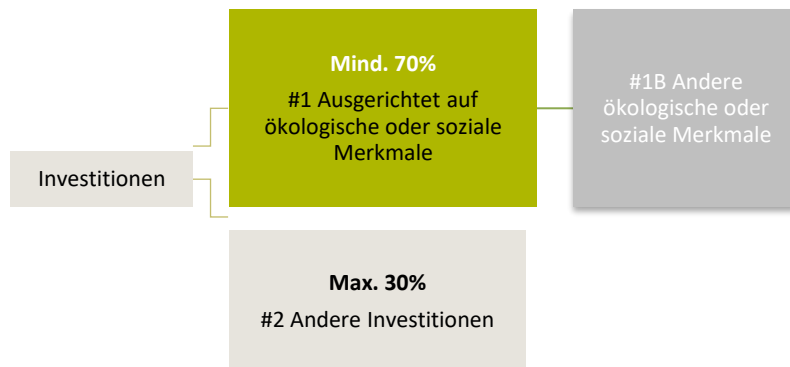 Investitionen
Mind. 70%
#1 Ausgerichtet auf
ökologische oder soziale
Merkmale
#1B Andere
ökologische oder
soziale Merkmale
Max. 30%
#2 Andere Investitionen